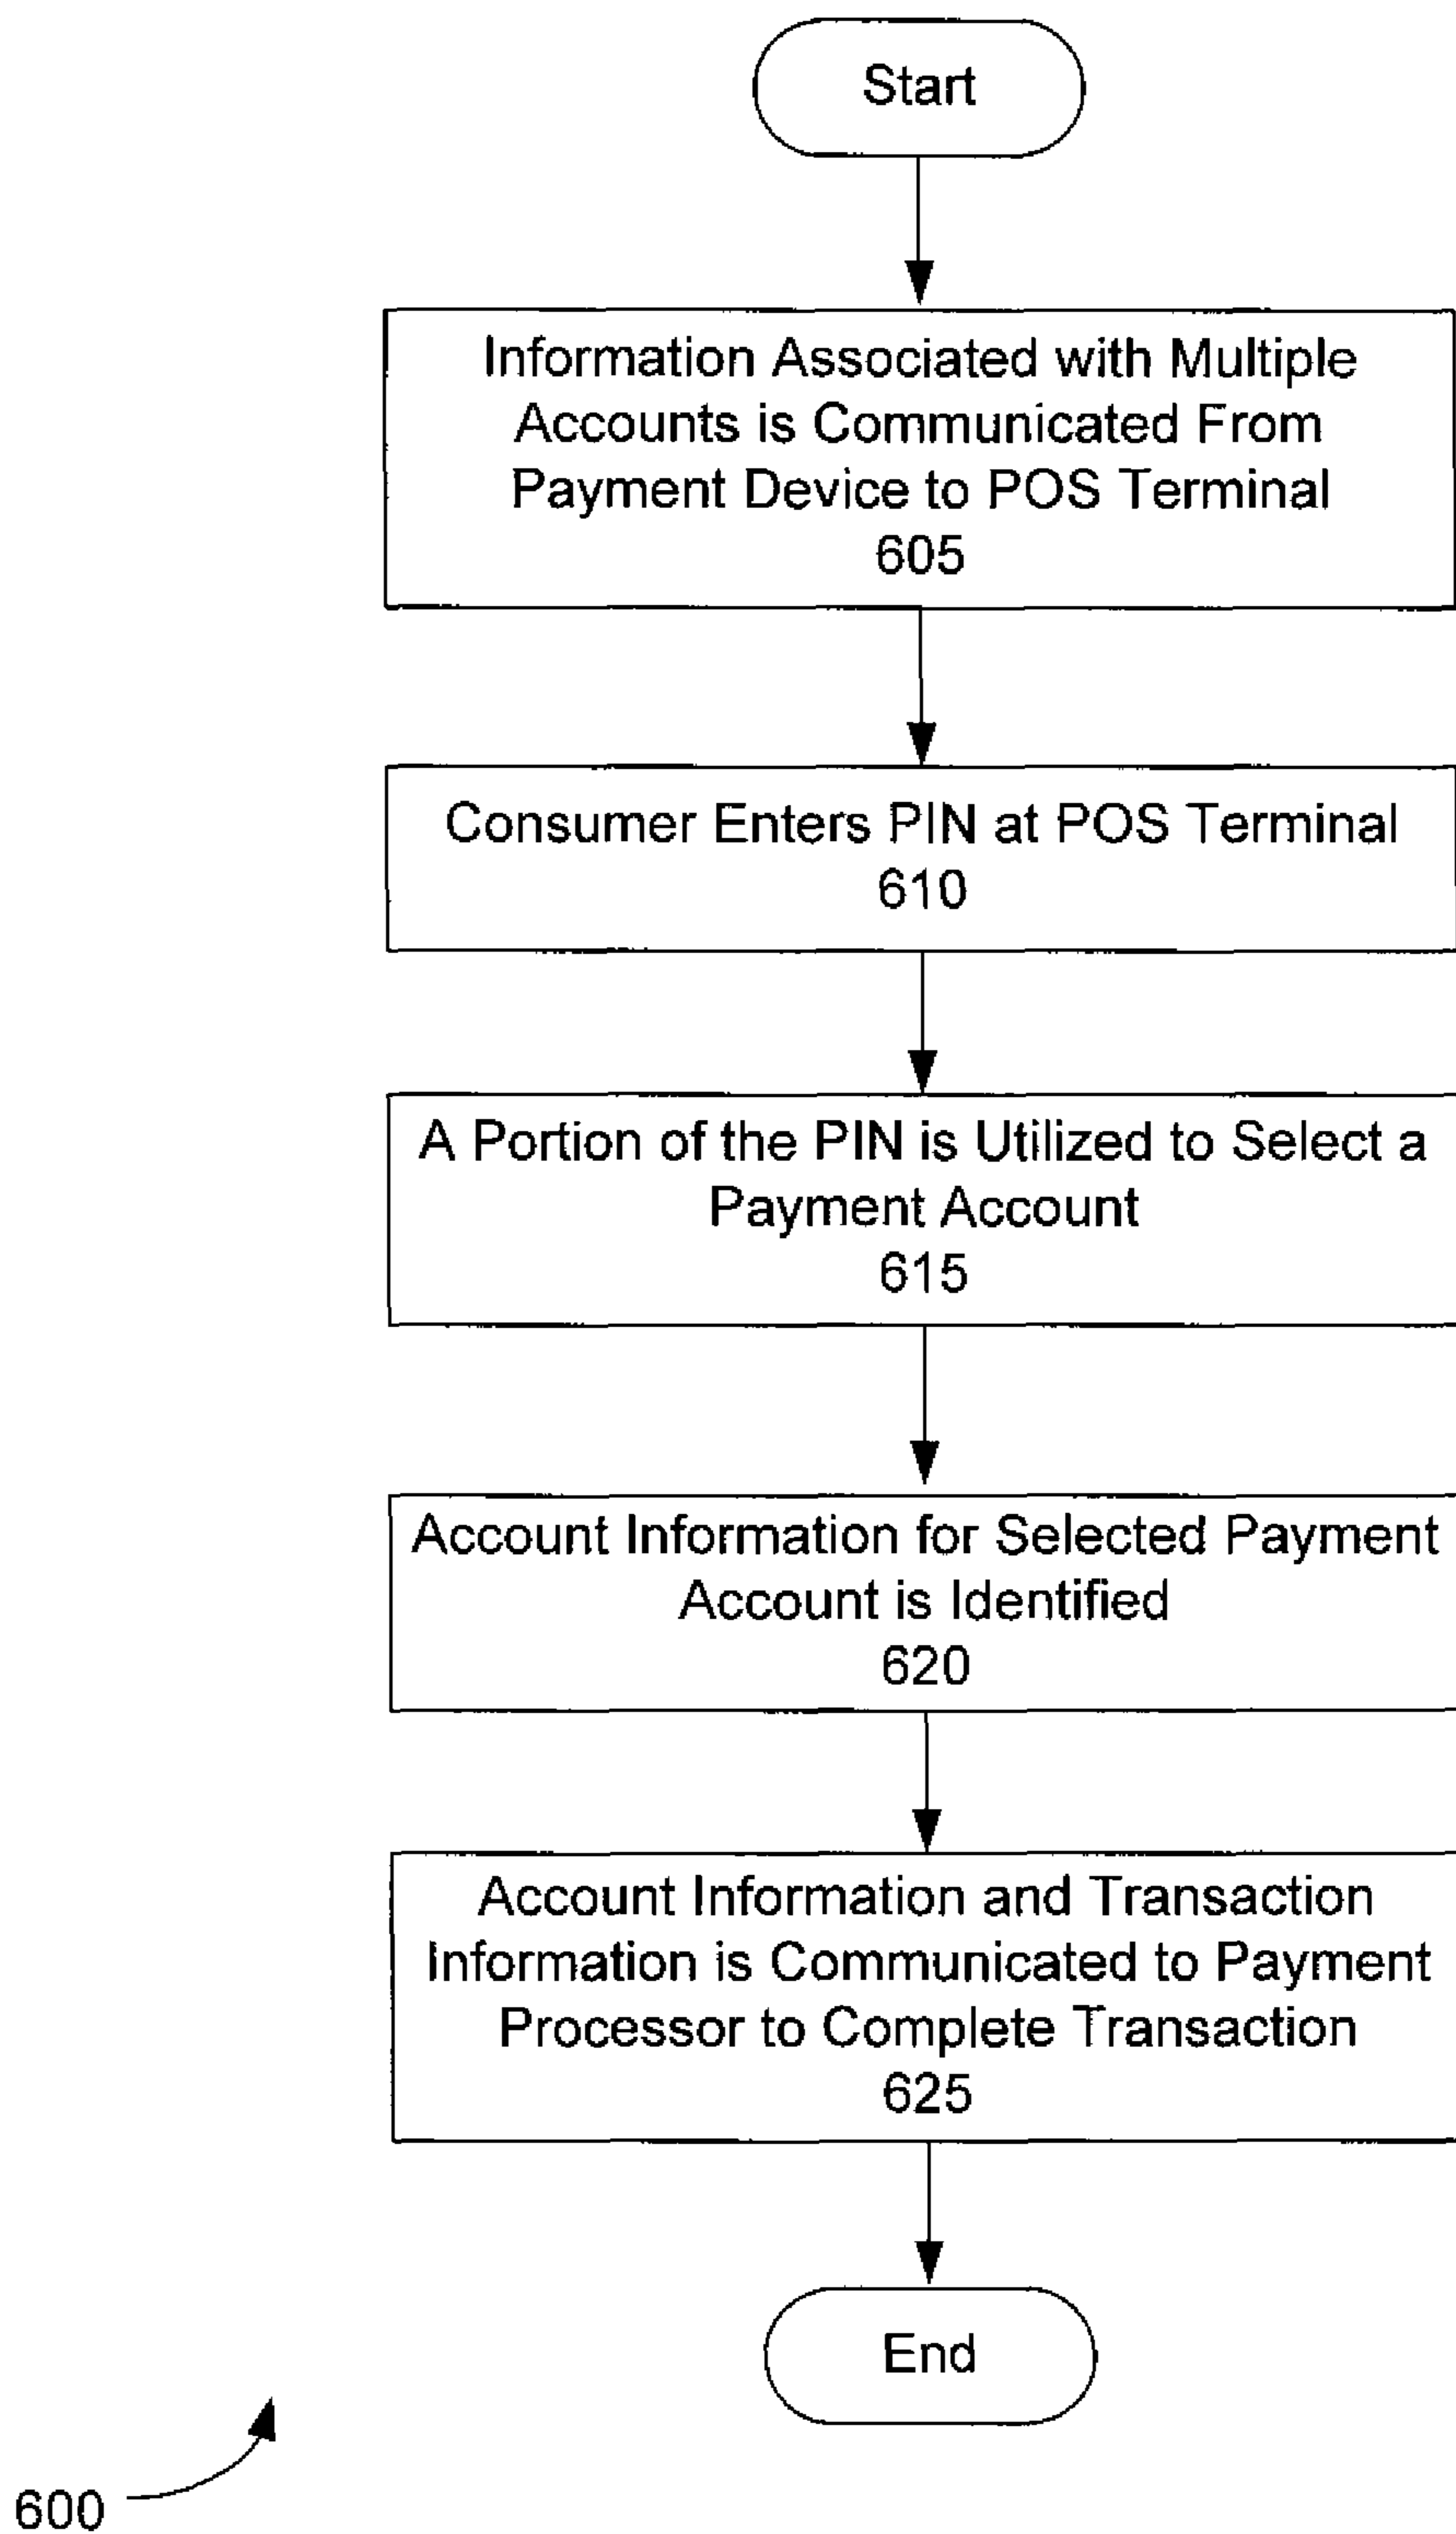 Start
Information Associated with Multiple
Accounts is Communicated From
Payment Device to POS Terminal
605
Consumer Enters PIN at POS Terminal
610
A Portion of the PIN is Utilized to Select a
Payment Account
615
Account Information for Selected Payment
Account is Identified
620
Account Information and Transaction
Information is Communicated to Payment
Processor to Complete Transaction
625
End
600